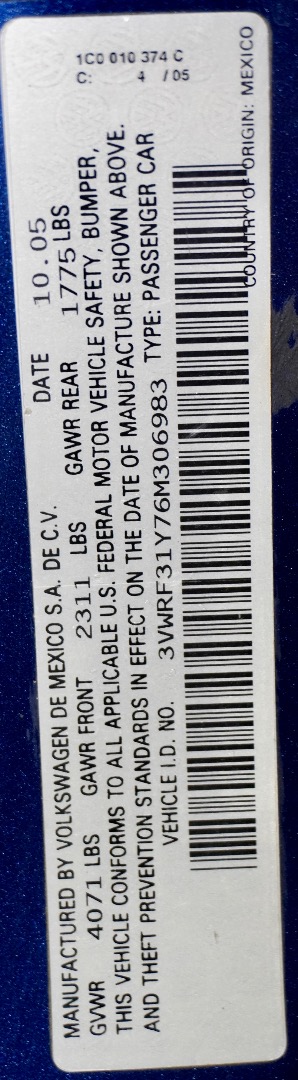 1C0 010 374 C
C: 4 / 05
MANUFACTURED BY VOLKSWAGEN DE MEXICO S.A. DE C.V. DATE 10.05
GVWR 4071 LBS GAWR FRONT 2311 LBS GAWR REAR 1775 LBS
THIS VEHICLE CONFORMS TO ALL APPLICABLE U.S. FEDERAL MOTOR VEHICLE SAFETY, BUMPER,
AND THEFT PREVENTION STANDARDS IN EFFECT ON THE DATE OF MANUFACTURE SHOWN ABOVE.
VEHICLE I.D. NO. 3VWRF31Y76M306983 TYPE: PASSENGER CAR
COUNTRY OF ORIGIN: MEXICO